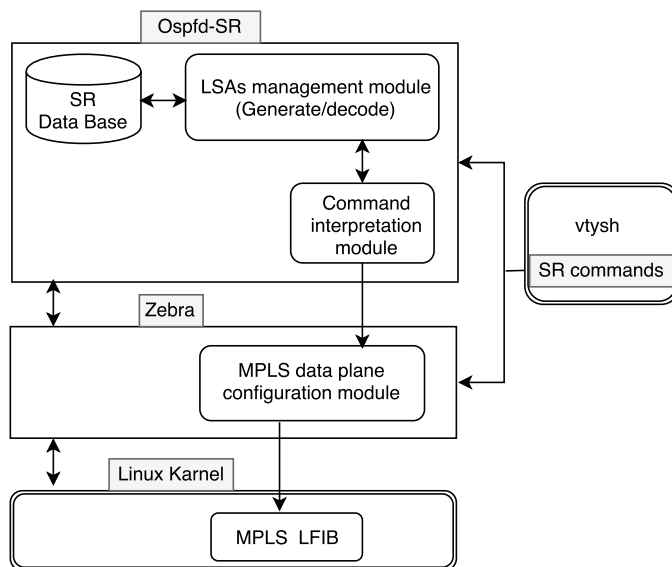 Ospfd-SR
SR
Data Base
LSAs management module
(Generate/decode)
Command
interpretation
module
vtysh
SR commands
Zebra
MPLS data plane
configuration module
Linux Karnel
MPLS LFIB